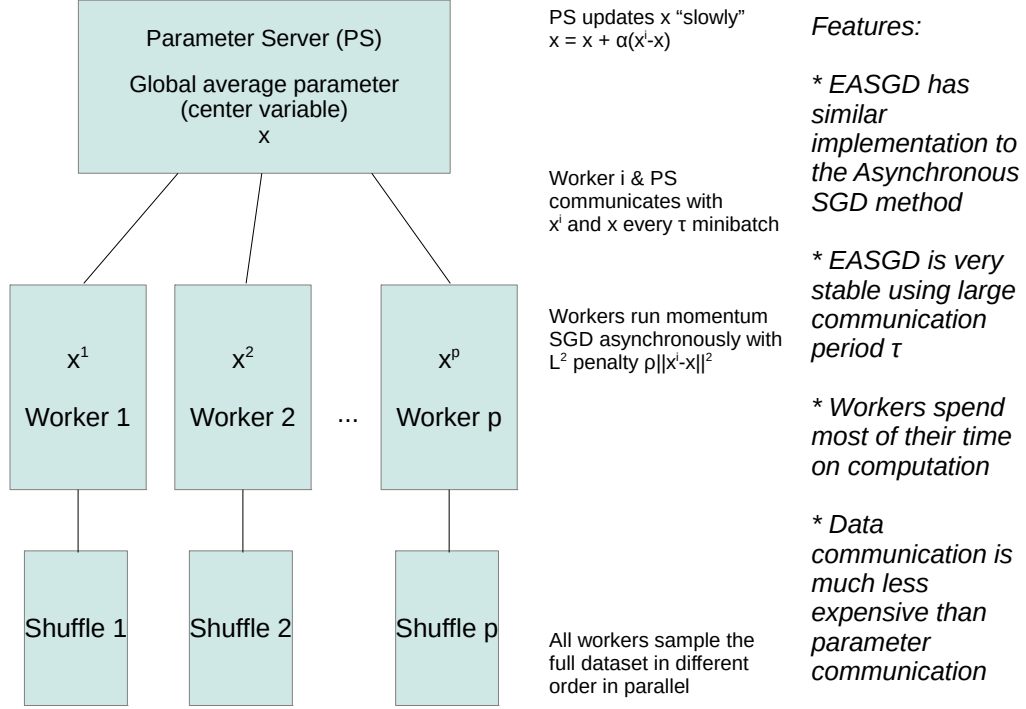 Parameter Server (PS)
Global average parameter
(center variable)
x
x¹
Worker 1
x²
Worker 2
...
xᵖ
Worker p
Shuffle 1
Shuffle 2
Shuffle p
PS updates x “slowly”
x = x + α(xⁱ-x)
Worker i & PS
communicates with
xⁱ and x every τ minibatch
Workers run momentum
SGD asynchronously with
L² penalty ρ||xⁱ-x||²
All workers sample the
full dataset in different
order in parallel
Features:
* EASGD has
similar
implementation to
the Asynchronous
SGD method
* EASGD is very
stable using large
communication
period τ
* Workers spend
most of their time
on computation
* Data
communication is
much less
expensive than
parameter
communication